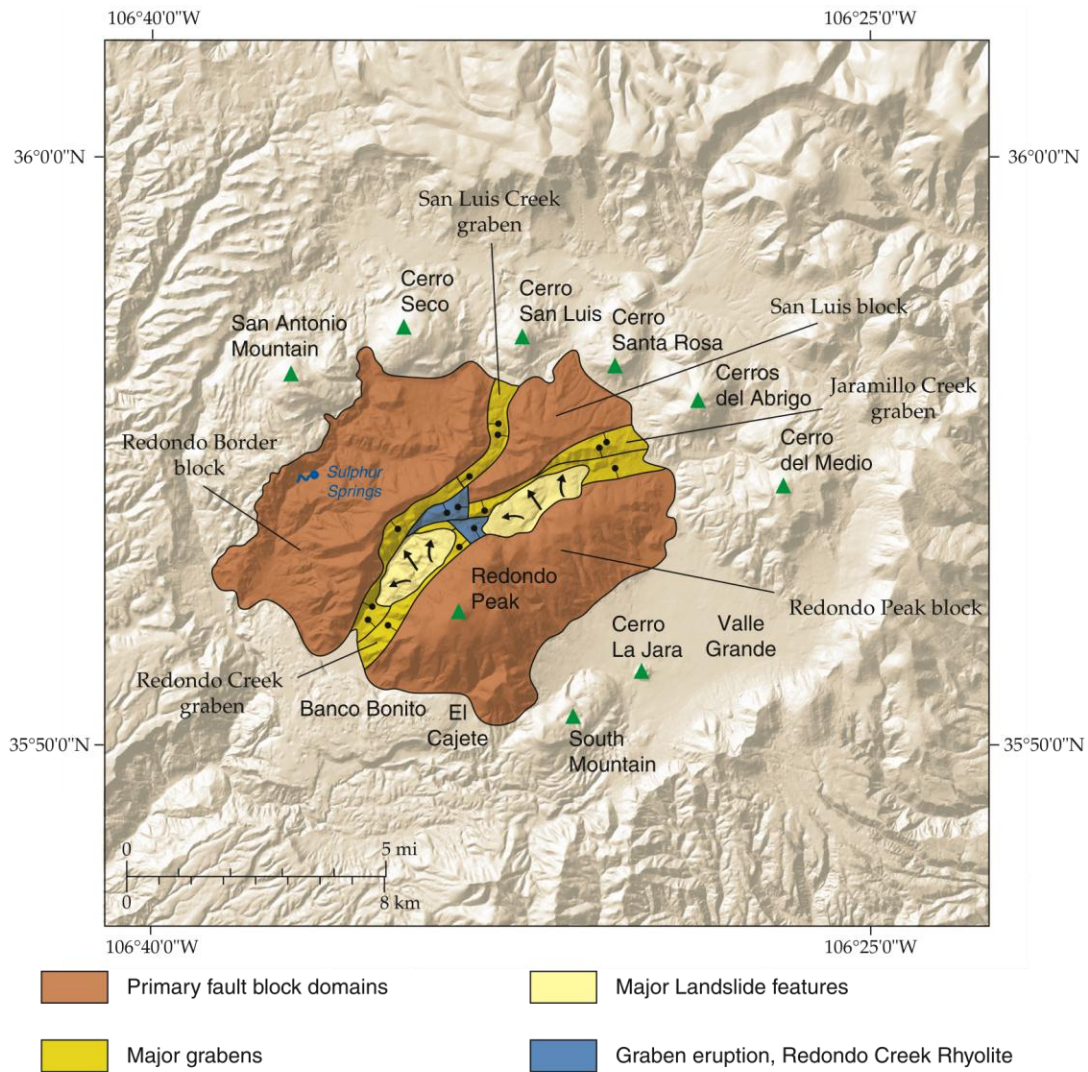 106°40'0"W
106°25'0"W
36°0'0"N
36°0'0"N
San Luis Creek
graben
Cerro
Seco
Cerro
San Luis
San Luis block
San Antonio
Mountain
Cerro
Santa Rosa
Cerros
del Abrigo
Jaramillo Creek
graben
Redondo Border
block
Cerro
del Medio
Sulphur
Springs
Redondo
Peak
Redondo Peak block
Cerro
La Jara
Valle
Grande
Redondo Creek
graben
Banco Bonito
El
Cajete
South
Mountain
35°50'0"N
35°50'0"N
0
5 mi
0
8 km
106°40'0"W
106°25'0"W
Primary fault block domains
Major Landslide features
Major grabens
Graben eruption, Redondo Creek Rhyolite